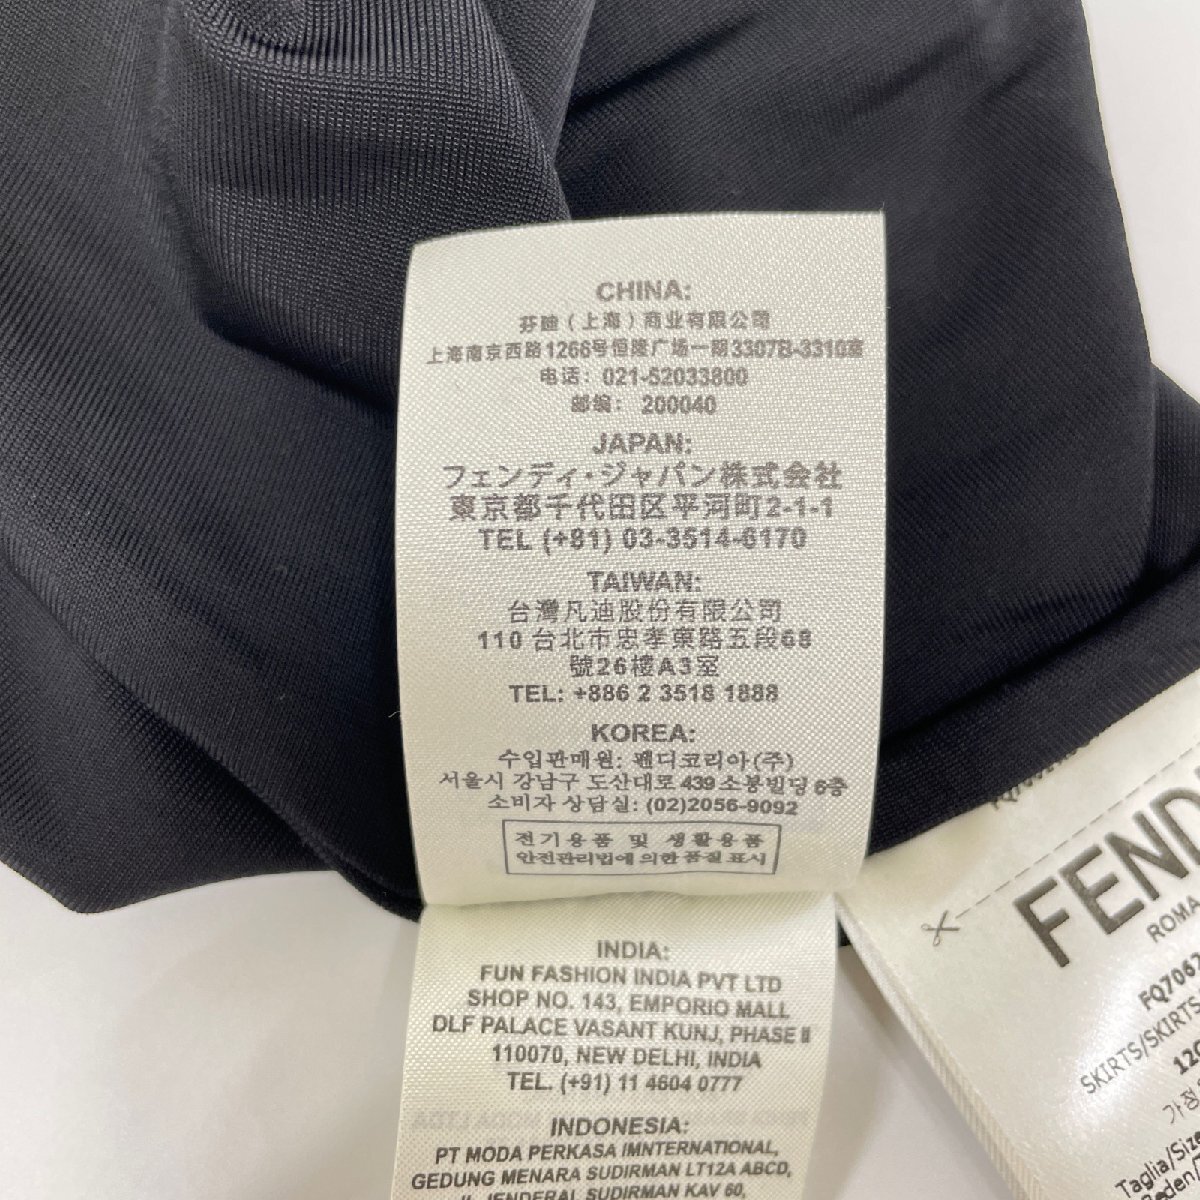 CHINA:
芬迪（上海）商业有限公司
上海南京西路1266号恒隆广场一期3307B-3310室
电话：021-52033800
邮编：200040
JAPAN:
フェンディ・ジャパン株式会社
東京都千代田区平河町2-1-1
TEL (+81) 03-3514-6170
TAIWAN:
台灣凡迪股份有限公司
110 台北市忠孝東路五段68
號26樓A3室
TEL: +886 2 3518 1888
KOREA:
수입판매원: 펜디코리아(주)
서울시 강남구 도산대로 439 소봉빌딩 6층
소비자 상담실: (02)2056-9092
전기용품 및 생활용품
안전관리법에 의한 품질 표시
INDIA:
FUN FASHION INDIA PVT LTD
SHOP NO. 143, EMPORIO MALL
DLF PALACE VASANT KUNJ, PHASE II
110070, NEW DELHI, INDIA
TEL. (+91) 11 4604 0777
INDONESIA:
PT MODA PERKASA IMNTERNATIONAL,
GEDUNG MENARA SUDIRMAN LT12A ABCD,
JL JENDERAL SUDIRMAN KAV 60,
FEND
ROMA
FQ7067
SKIRTS/SKIRTS
가정
Taglia/Size